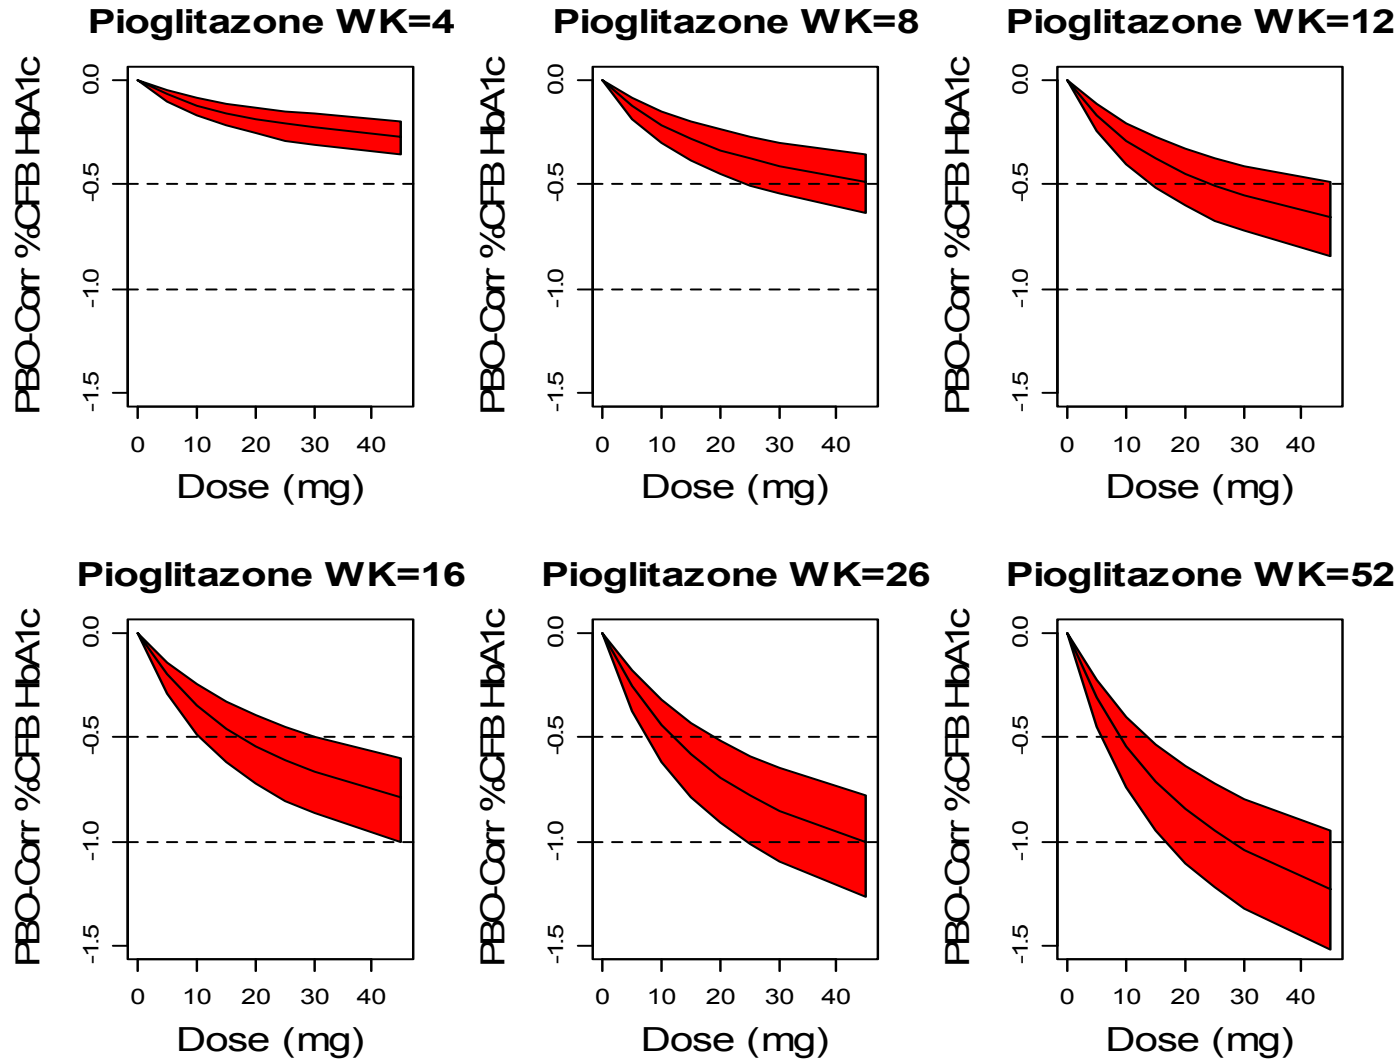 Pioglitazone WK=4
PBO-Corr %CFB HbA1c
0.0
-0.5
-1.0
-1.5
0 10 20 30 40
Dose (mg)
Pioglitazone WK=8
PBO-Corr %CFB HbA1c
0.0
-0.5
-1.0
-1.5
0 10 20 30 40
Dose (mg)
Pioglitazone WK=12
PBO-Corr %CFB HbA1c
0.0
-0.5
-1.0
-1.5
0 10 20 30 40
Dose (mg)
Pioglitazone WK=16
PBO-Corr %CFB HbA1c
0.0
-0.5
-1.0
-1.5
0 10 20 30 40
Dose (mg)
Pioglitazone WK=26
PBO-Corr %CFB HbA1c
0.0
-0.5
-1.0
-1.5
0 10 20 30 40
Dose (mg)
Pioglitazone WK=52
PBO-Corr %CFB HbA1c
0.0
-0.5
-1.0
-1.5
0 10 20 30 40
Dose (mg)